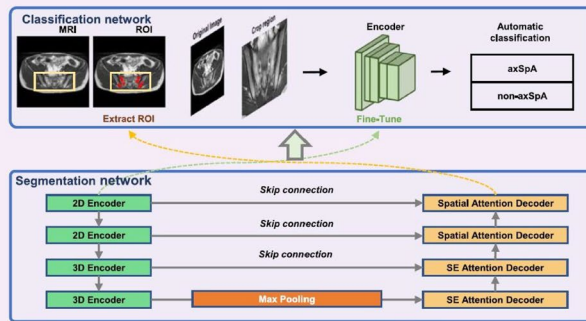 Classification network
MRI
ROI
Original image
Crop region
Encoder
Automatic
classification
axSpA
non-axSpA
Extract ROI
Fine-Tune
Segmentation network
Skip connection
2D Encoder
Spatial Attention Decoder
Skip connection
2D Encoder
Spatial Attention Decoder
Skip connection
3D Encoder
SE Attention Decoder
3D Encoder
Max Pooling
SE Attention Decoder